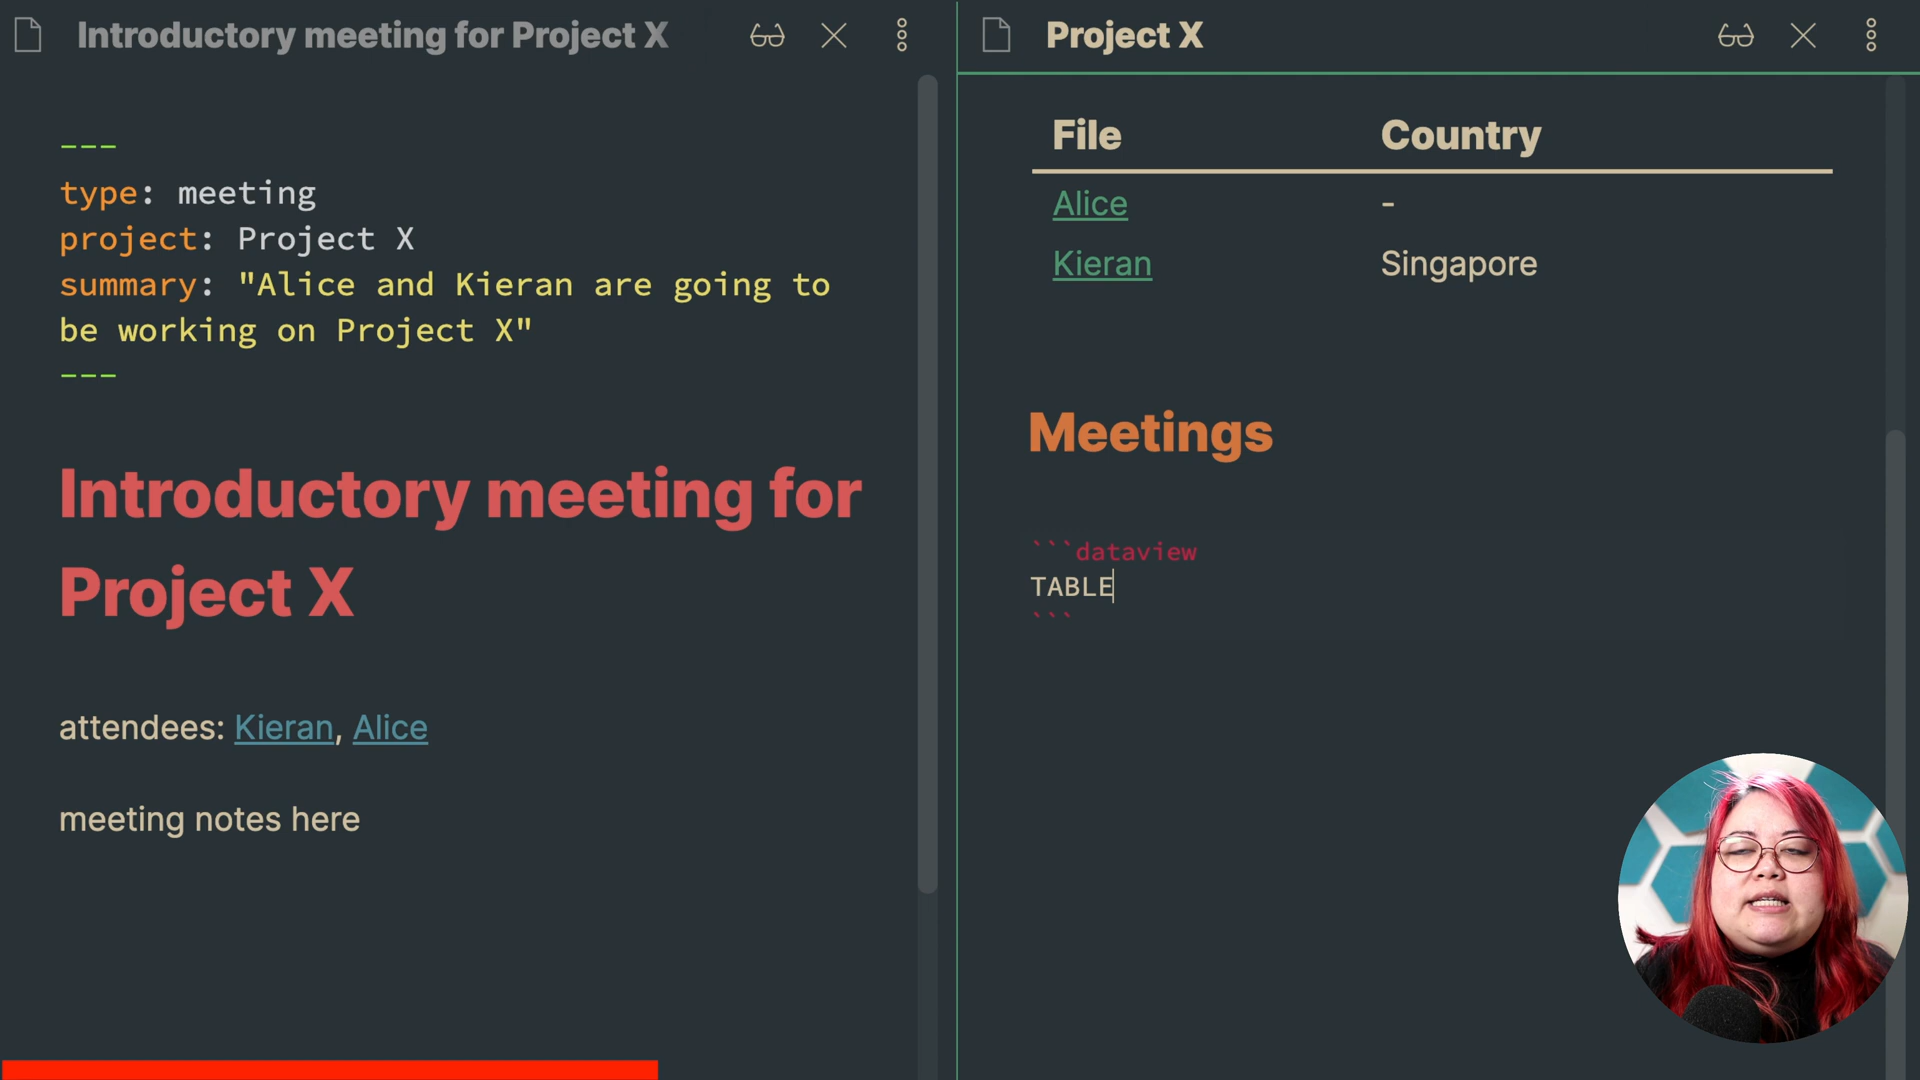 Introductory meeting for Project X
---
type: meeting
project: Project X
summary: "Alice and Kieran are going to
be working on Project X"
---
Introductory meeting for
Project X
attendees: Kieran, Alice
meeting notes here
Project X
File Country
Alice -
Kieran Singapore
Meetings
```dataview
TABLE
```